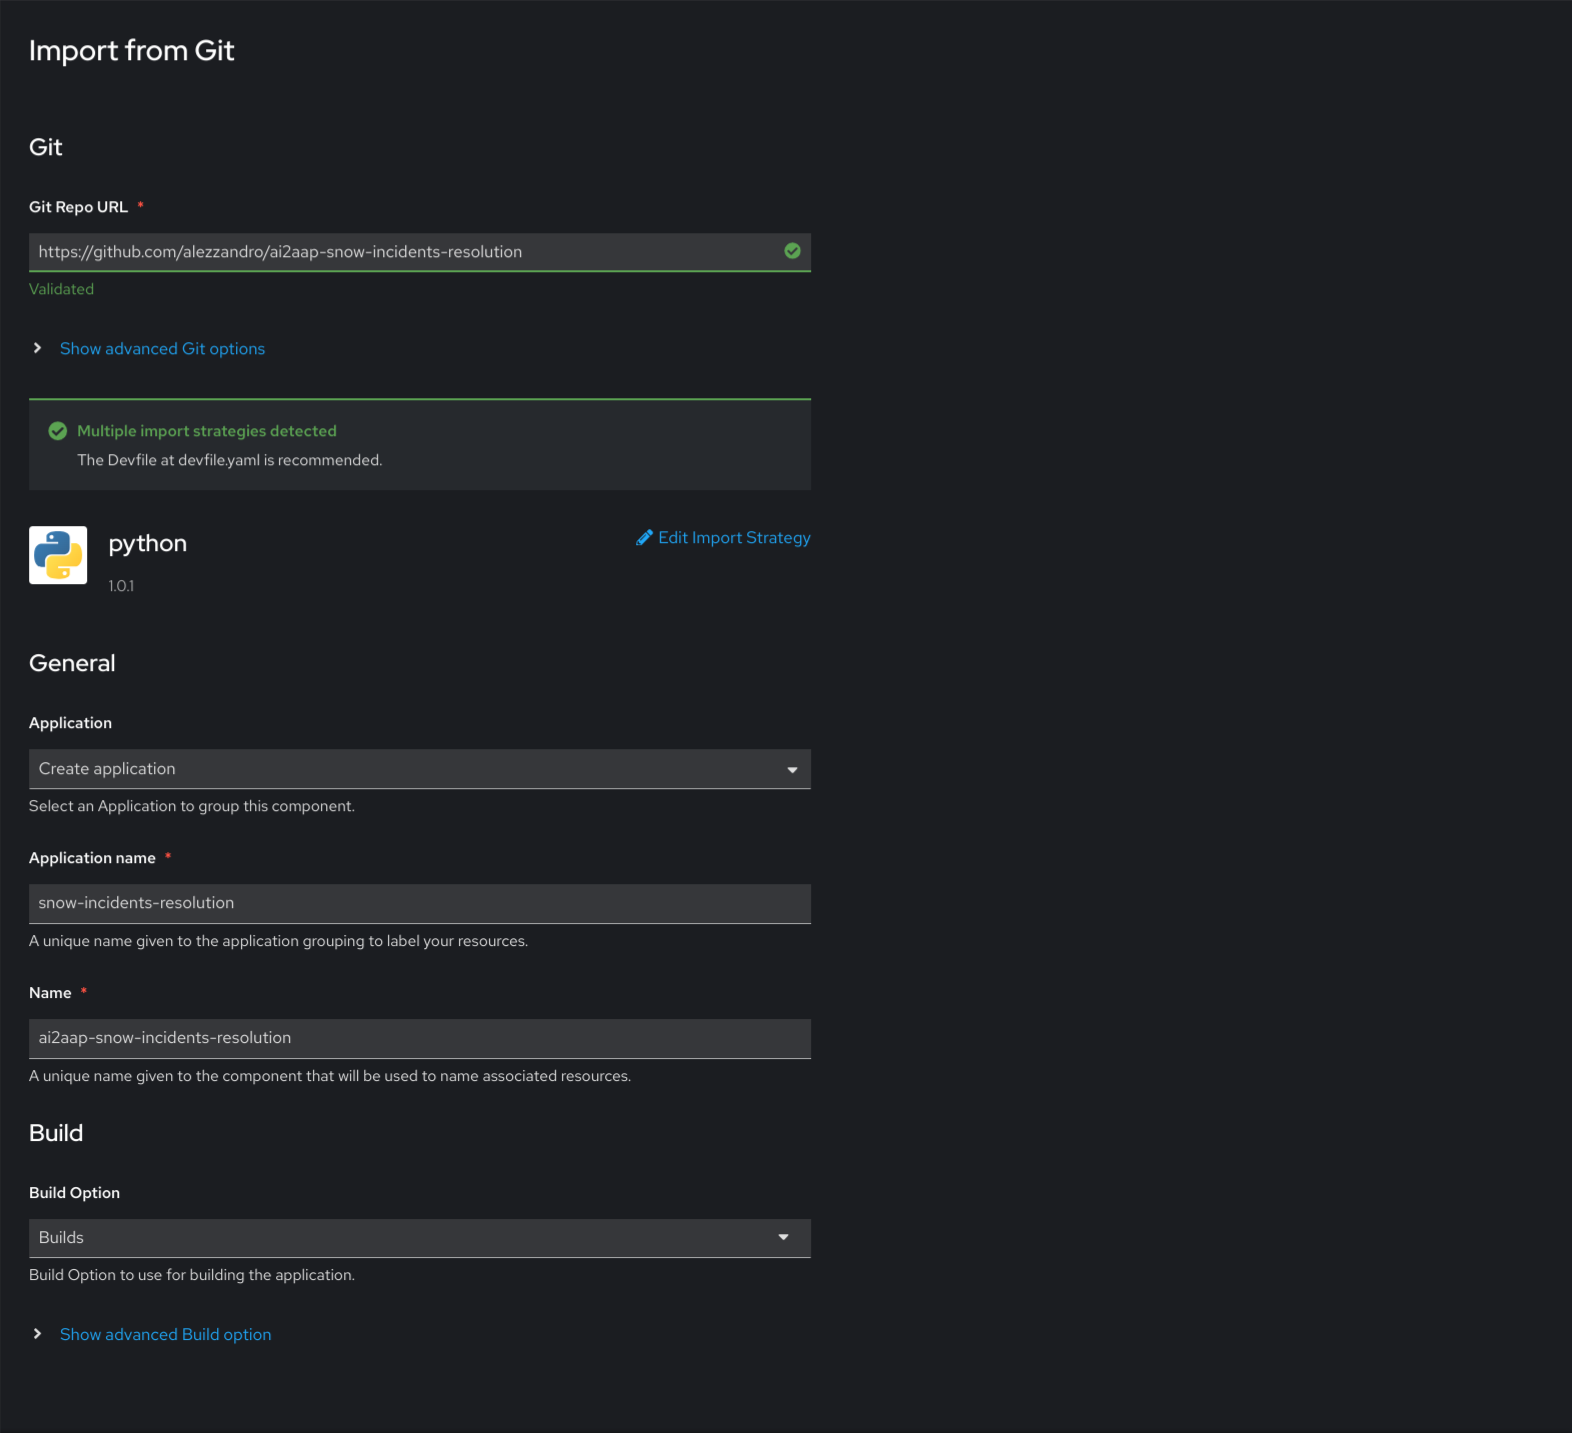 Import from Git
Git
Git Repo URL *
https://github.com/alezzandro/ai2aap-snow-incidents-resolution
Validated
Show advanced Git options
Multiple import strategies detected
The Devfile at devfile.yaml is recommended.
python
Edit Import Strategy
1.0.1
General
Application
Create application
Select an Application to group this component.
Application name *
snow-incidents-resolution
A unique name given to the application grouping to label your resources.
Name *
ai2aap-snow-incidents-resolution
A unique name given to the component that will be used to name associated resources.
Build
Build Option
Builds
Build Option to use for building the application.
Show advanced Build option